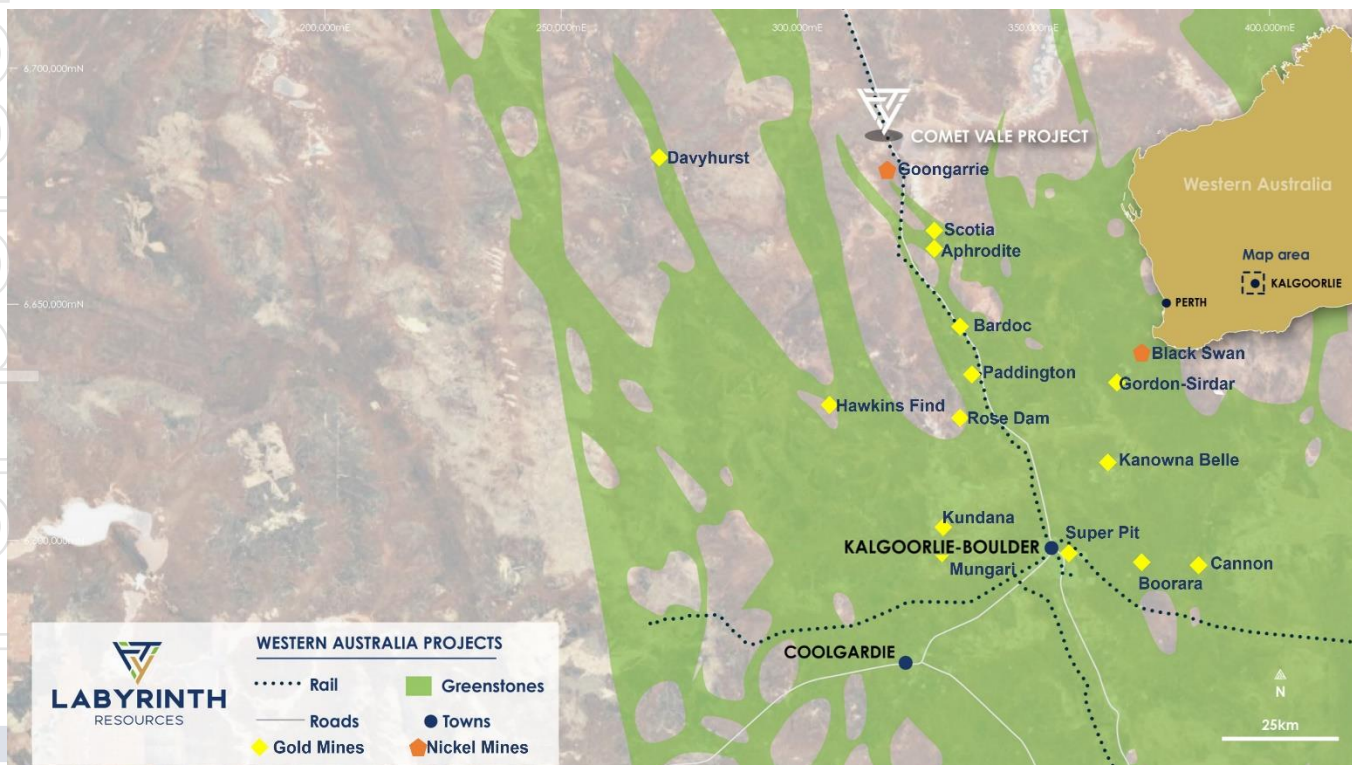 200,000mE
250,000mE
300,000mE
350,000mE
400,000mE
6,700,000mN
COMET VALE PROJECT
Davyhurst
Goongarrie
Western Australia
Scotia
Aphrodite
Map area
KALGOORLIE
6,650,000mN
PERTH
Bardoc
Black Swan
Paddington
Gordon-Sirdar
Hawkins Find
Rose Dam
Kanowna Belle
Kundana
Super Pit
KALGOORLIE-BOULDER
Mungari
Cannon
Boorara
COOLGARDIE
LABYRINTH
RESOURCES
WESTERN AUSTRALIA PROJECTS
Rail
Greenstones
Roads
Towns
Gold Mines
Nickel Mines
N
25km